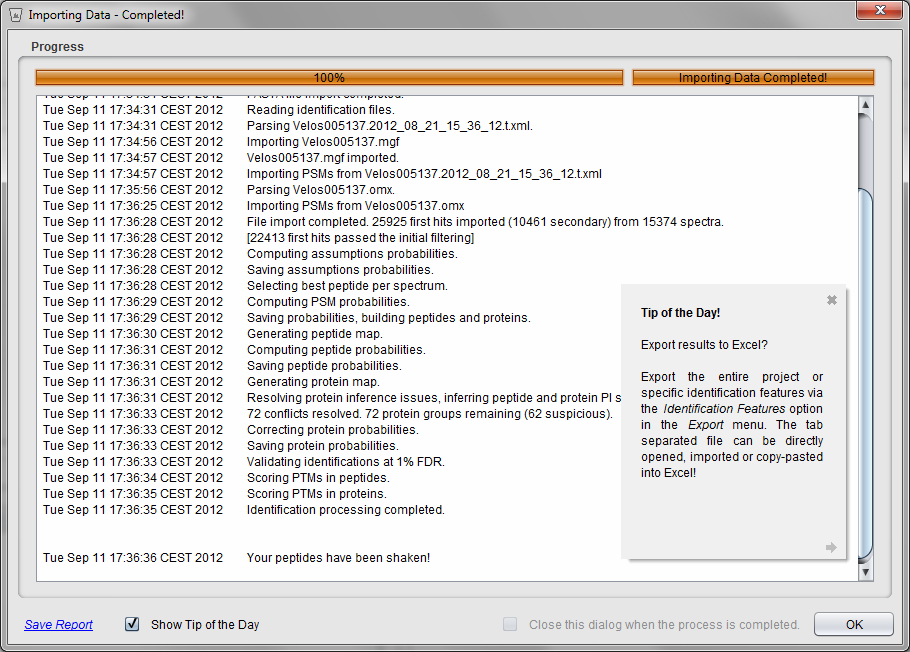 Importing Data - Completed!
Progress
100%
Importing Data Completed!
Tue Sep 11 17:34:31 CEST 2012 FASTA file import completed.
Tue Sep 11 17:34:31 CEST 2012 Reading identification files.
Tue Sep 11 17:34:31 CEST 2012 Parsing Velos005137.2012_08_21_15_36_12.t.xml.
Tue Sep 11 17:34:56 CEST 2012 Importing Velos005137.mgf
Tue Sep 11 17:34:57 CEST 2012 Velos005137.mgf imported.
Tue Sep 11 17:34:57 CEST 2012 Importing PSMs from Velos005137.2012_08_21_15_36_12.t.xml
Tue Sep 11 17:35:56 CEST 2012 Parsing Velos005137.omx.
Tue Sep 11 17:36:25 CEST 2012 Importing PSMs from Velos005137.omx
Tue Sep 11 17:36:28 CEST 2012 File import completed. 25925 first hits imported (10461 secondary) from 15374 spectra.
Tue Sep 11 17:36:28 CEST 2012 [22413 first hits passed the initial filtering]
Tue Sep 11 17:36:28 CEST 2012 Computing assumptions probabilities.
Tue Sep 11 17:36:28 CEST 2012 Saving assumptions probabilities.
Tue Sep 11 17:36:28 CEST 2012 Selecting best peptide per spectrum.
Tue Sep 11 17:36:29 CEST 2012 Computing PSM probabilities.
Tue Sep 11 17:36:29 CEST 2012 Saving probabilities, building peptides and proteins.
Tue Sep 11 17:36:30 CEST 2012 Generating peptide map.
Tue Sep 11 17:36:31 CEST 2012 Computing peptide probabilities.
Tue Sep 11 17:36:31 CEST 2012 Saving peptide probabilities.
Tue Sep 11 17:36:31 CEST 2012 Generating protein map.
Tue Sep 11 17:36:31 CEST 2012 Resolving protein inference issues, inferring peptide and protein PI s
Tue Sep 11 17:36:33 CEST 2012 72 conflicts resolved. 72 protein groups remaining (62 suspicious).
Tue Sep 11 17:36:33 CEST 2012 Correcting protein probabilities.
Tue Sep 11 17:36:33 CEST 2012 Saving protein probabilities.
Tue Sep 11 17:36:33 CEST 2012 Validating identifications at 1% FDR.
Tue Sep 11 17:36:34 CEST 2012 Scoring PTMs in peptides.
Tue Sep 11 17:36:35 CEST 2012 Scoring PTMs in proteins.
Tue Sep 11 17:36:35 CEST 2012 Identification processing completed.
Tue Sep 11 17:36:36 CEST 2012 Your peptides have been shaken!
Tip of the Day!
Export results to Excel?
Export the entire project or
specific identification features via
the Identification Features option
in the Export menu. The tab
separated file can be directly
opened, imported or copy-pasted
into Excel!
Save Report
Show Tip of the Day
Close this dialog when the process is completed.
OK